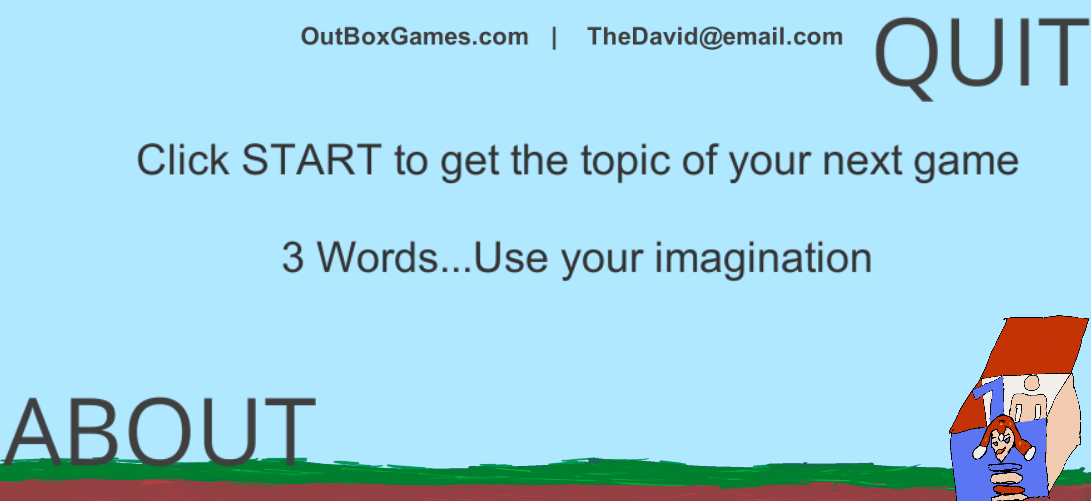 OutBoxGames.com | TheDavid@email.com
QUIT
Click START to get the topic of your next game
3 Words...Use your imagination
ABOUT